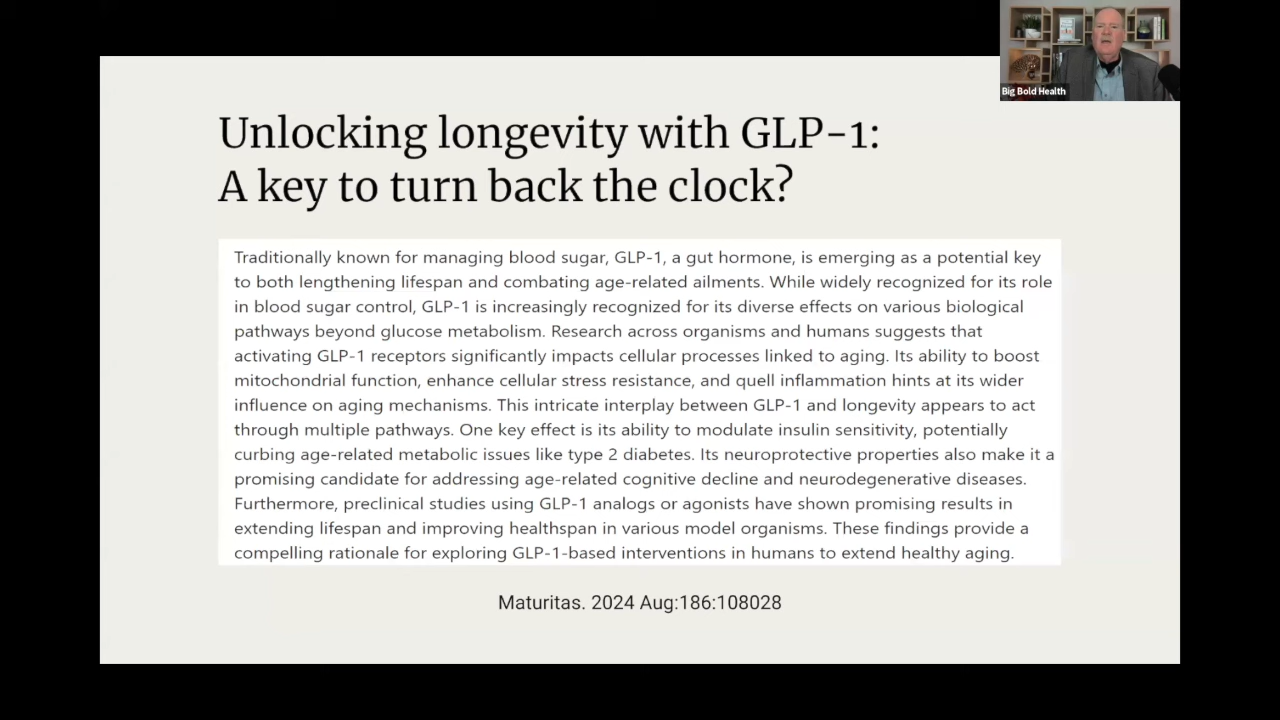 Big Bold Health
Unlocking longevity with GLP-1:
A key to turn back the clock?
Traditionally known for managing blood sugar, GLP-1, a gut hormone, is emerging as a potential key
to both lengthening lifespan and combating age-related ailments. While widely recognized for its role
in blood sugar control, GLP-1 is increasingly recognized for its diverse effects on various biological
pathways beyond glucose metabolism. Research across organisms and humans suggests that
activating GLP-1 receptors significantly impacts cellular processes linked to aging. Its ability to boost
mitochondrial function, enhance cellular stress resistance, and quell inflammation hints at its wider
influence on aging mechanisms. This intricate interplay between GLP-1 and longevity appears to act
through multiple pathways. One key effect is its ability to modulate insulin sensitivity, potentially
curbing age-related metabolic issues like type 2 diabetes. Its neuroprotective properties also make it a
promising candidate for addressing age-related cognitive decline and neurodegenerative diseases.
Furthermore, preclinical studies using GLP-1 analogs or agonists have shown promising results in
extending lifespan and improving healthspan in various model organisms. These findings provide a
compelling rationale for exploring GLP-1-based interventions in humans to extend healthy aging.
Maturitas. 2024 Aug:186:108028